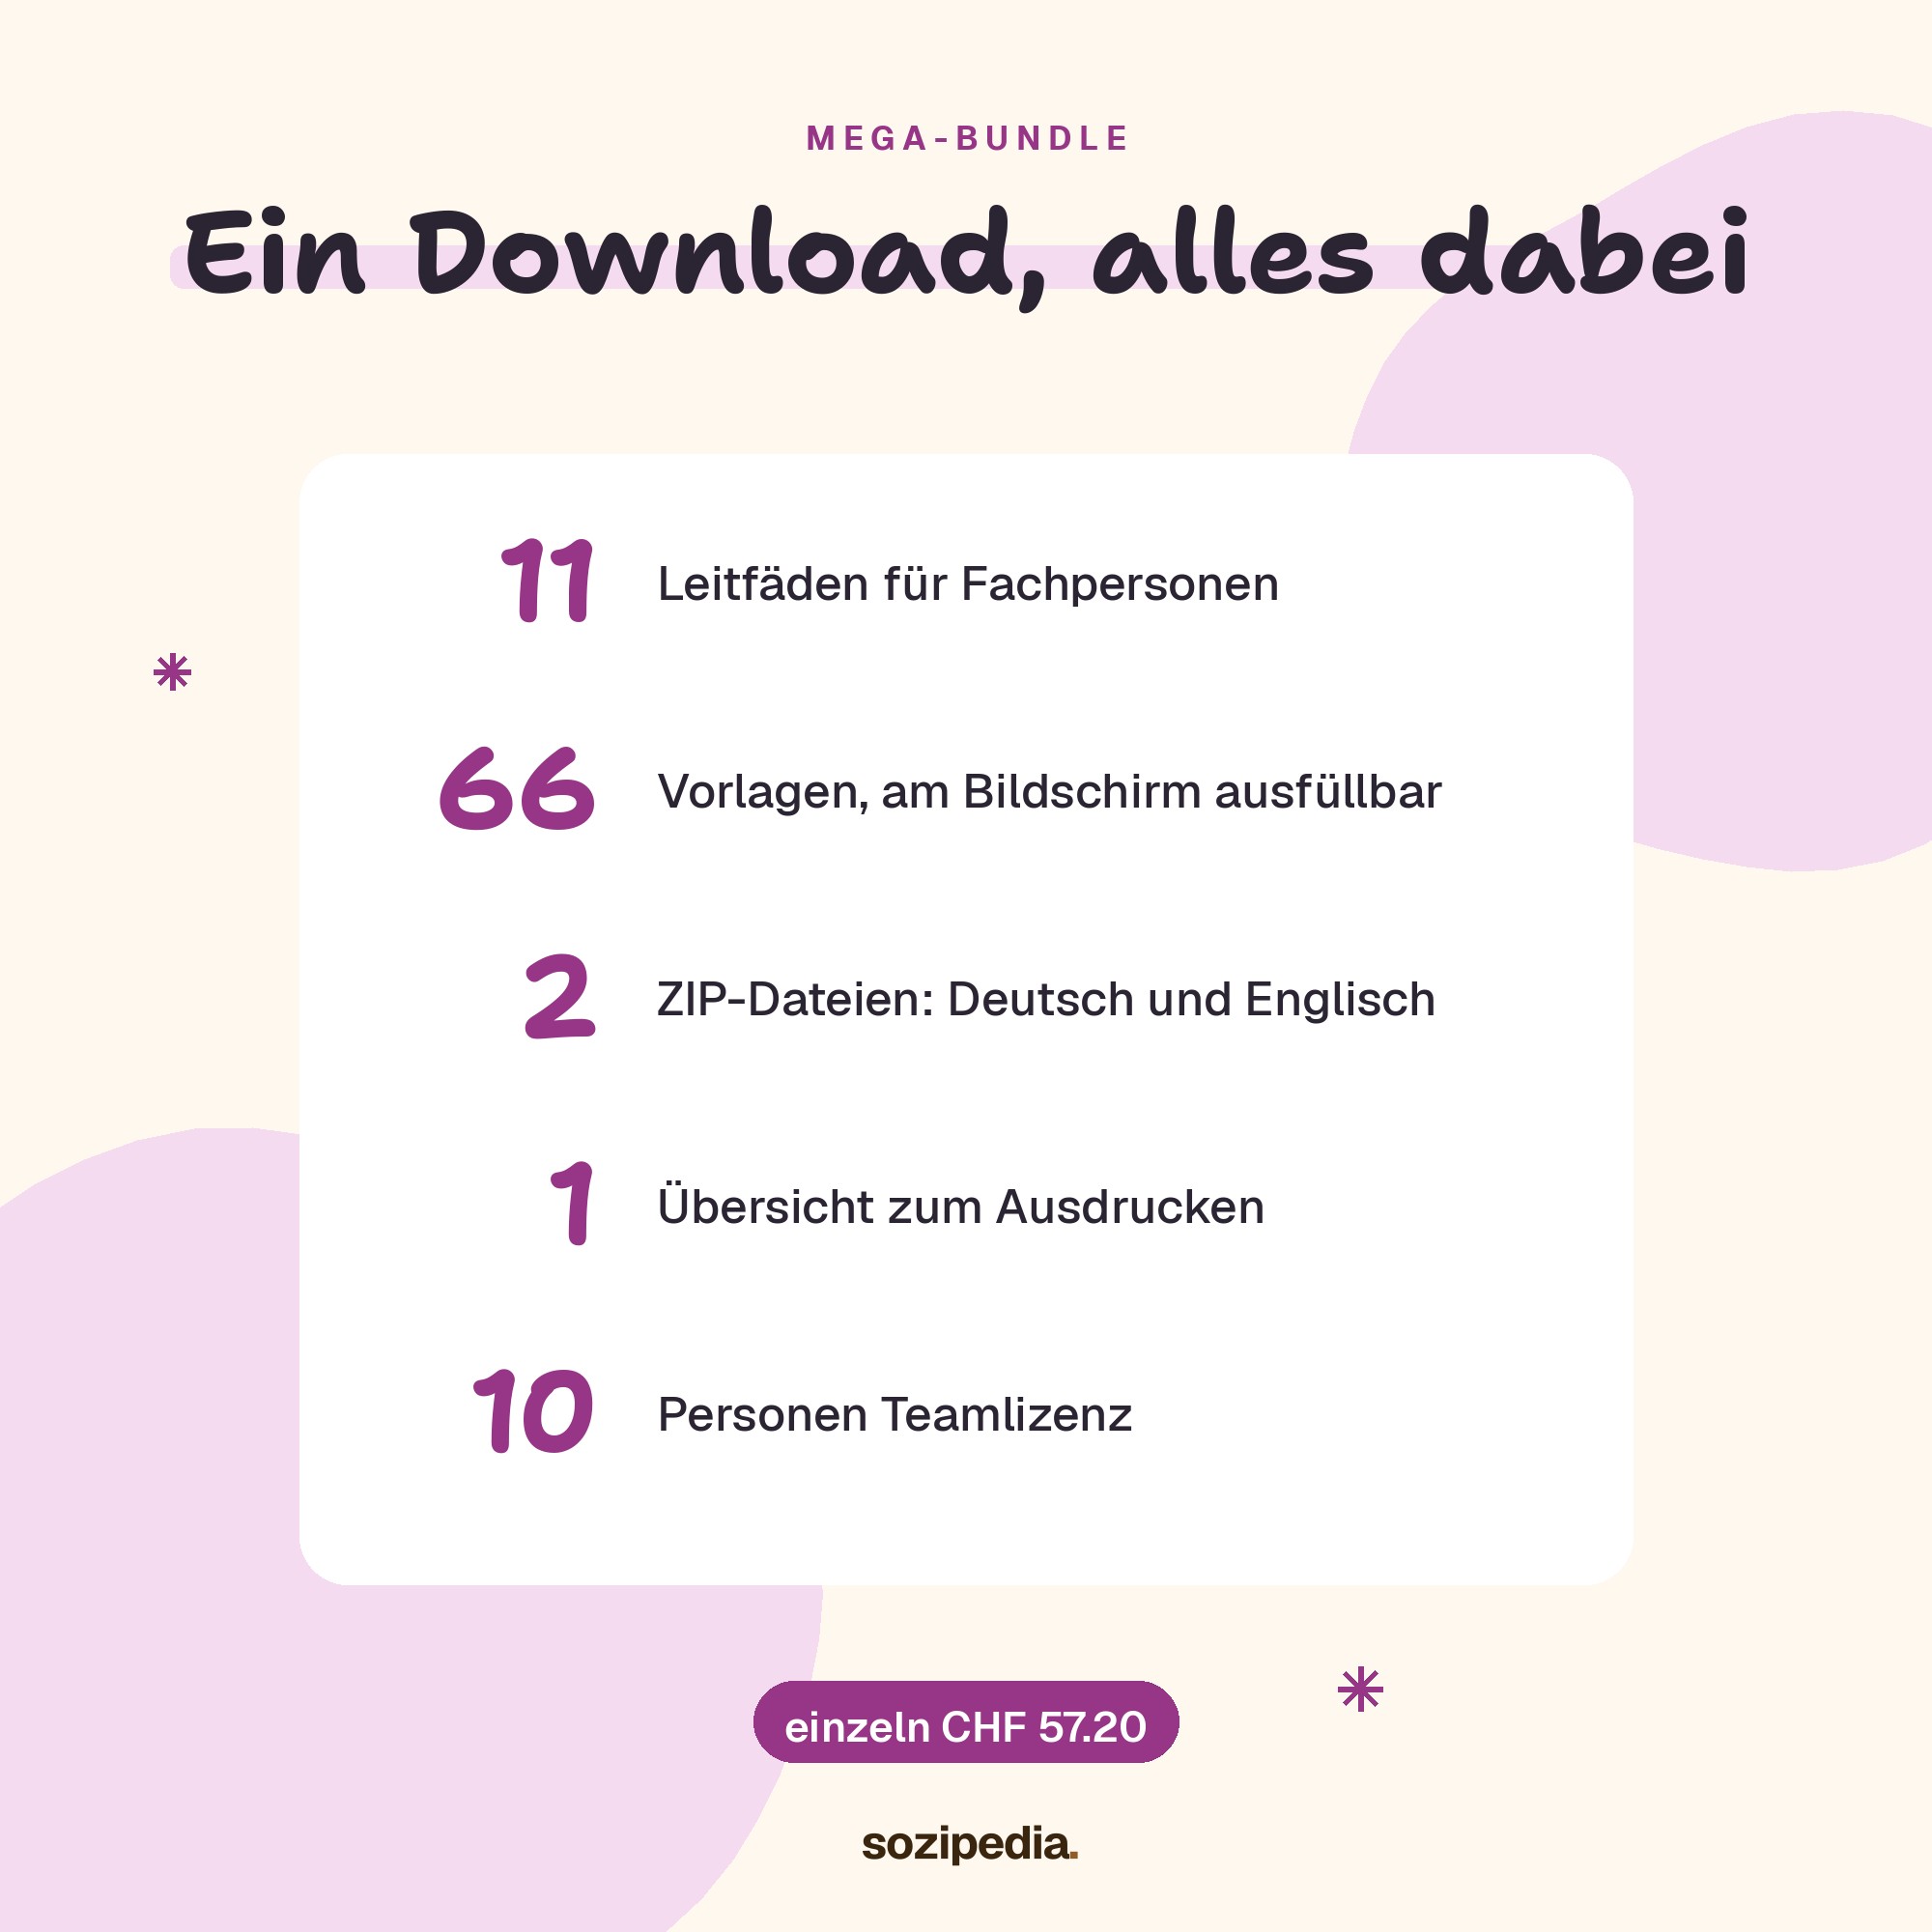 MEGA-BUNDLE
Ein Download, alles dabei
11 Leitfäden für Fachpersonen
66 Vorlagen, am Bildschirm ausfüllbar
2 ZIP-Dateien: Deutsch und Englisch
1 Übersicht zum Ausdrucken
10 Personen Teamlizenz
einzeln CHF 57.20
sozipedia.